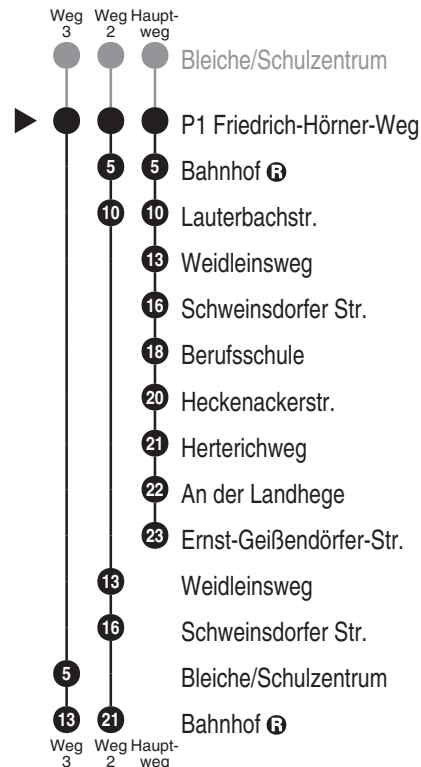 Weg Weg Haupt-
3 2 weg
Bleiche/Schulzentrum
P1 Friedrich-Hörner-Weg
5 5 Bahnhof R
10 10 Lauterbachstr.
13 Weidleinsweg
16 Schweinsdorfer Str.
18 Berufsschule
20 Heckenackerstr.
21 Herterichweg
22 An der Landhege
23 Ernst-Geißendörfer-Str.
13 Weidleinsweg
16 Schweinsdorfer Str.
5 Bleiche/Schulzentrum
13 21 Bahnhof R
Weg Weg Haupt-
3 2 weg